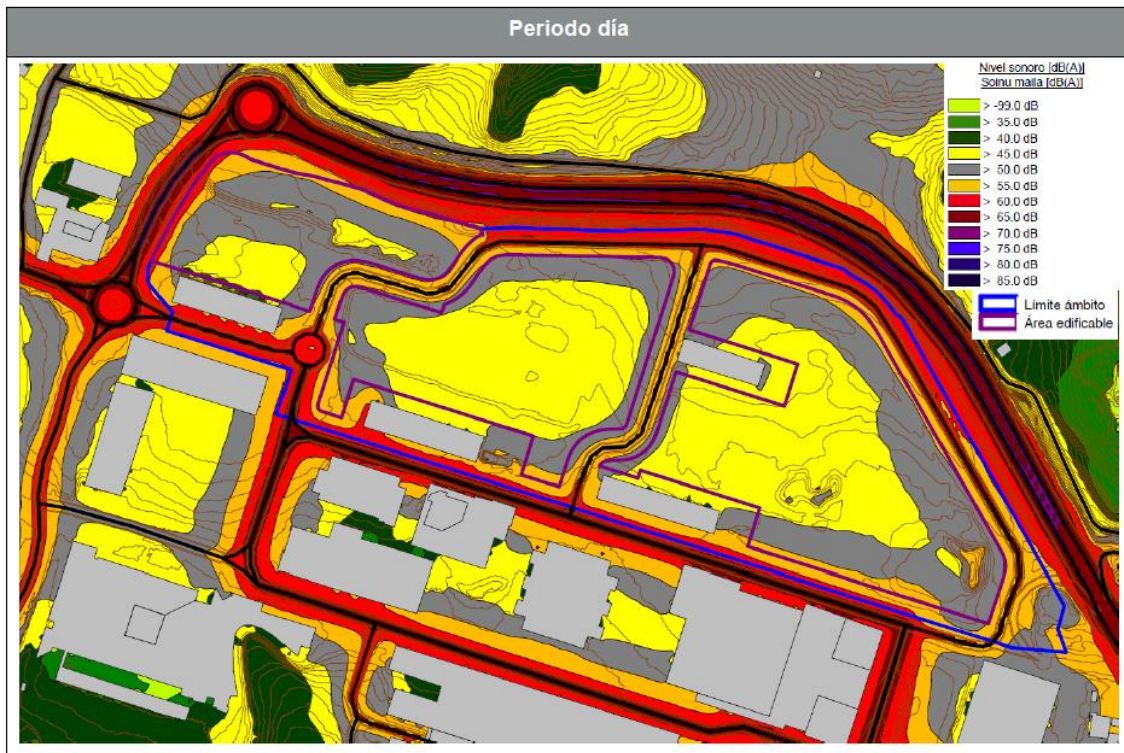 Periodo día
Nivel sonoro [dB(A)]
Soinu maila [dB(A)]
> -99.0 dB
> 35.0 dB
> 40.0 dB
> 45.0 dB
> 50.0 dB
> 55.0 dB
> 60.0 dB
> 65.0 dB
> 70.0 dB
> 75.0 dB
> 80.0 dB
> 85.0 dB
Límite ámbito
Área edificable